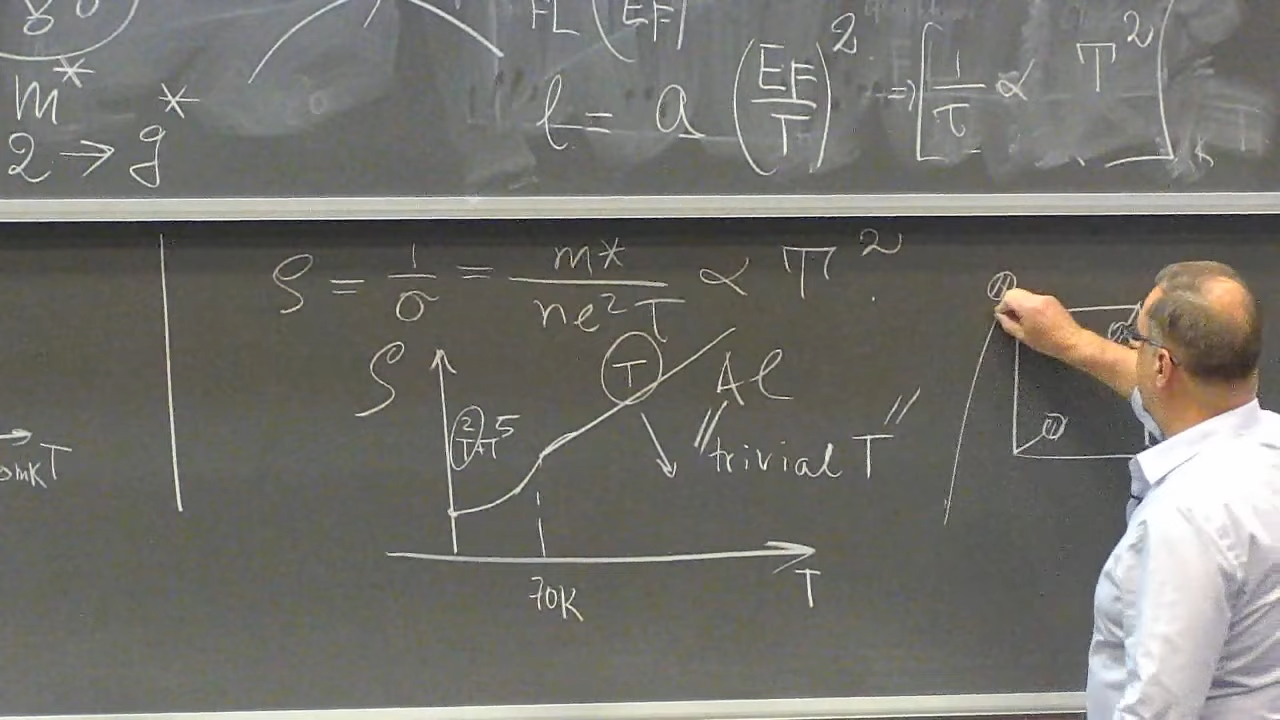 m*
2 → g*
FL (EF)
l = a (EF/T)² ⇒ [1/τ ∝ T²]
ρ = 1/σ = m*/ne²τ ∝ T².
ρ
T
Al
T²+T⁵
"trivial T"
mK T
70K
T